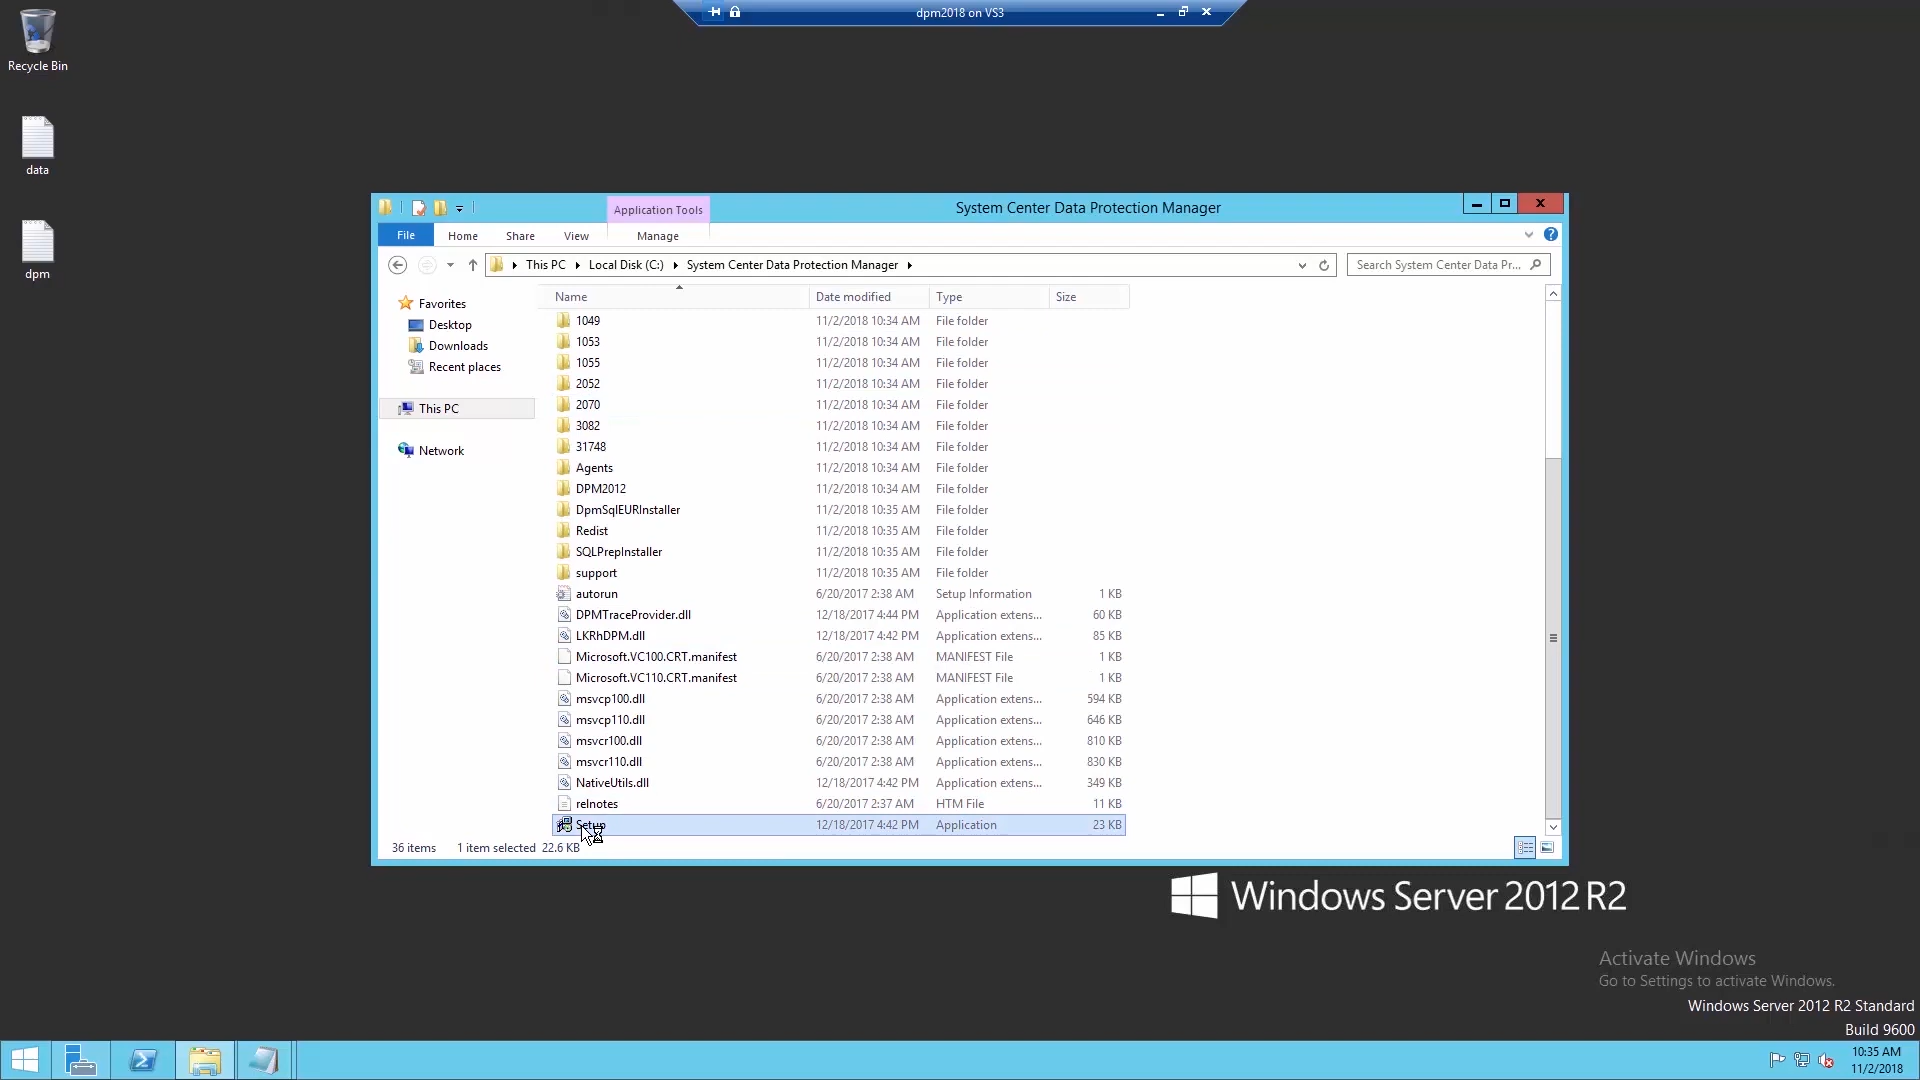 dpm2018 on VS3
Recycle Bin
data
dpm
Application Tools
System Center Data Protection Manager
File Home Share View Manage
This PC Local Disk (C:) System Center Data Protection Manager
Search System Center Data Pr...
Favorites
Desktop
Downloads
Recent places
This PC
Network
Name Date modified Type Size
1049 11/2/2018 10:34 AM File folder
1053 11/2/2018 10:34 AM File folder
1055 11/2/2018 10:34 AM File folder
2052 11/2/2018 10:34 AM File folder
2070 11/2/2018 10:34 AM File folder
3082 11/2/2018 10:34 AM File folder
31748 11/2/2018 10:34 AM File folder
Agents 11/2/2018 10:34 AM File folder
DPM2012 11/2/2018 10:34 AM File folder
DpmSqlEURInstaller 11/2/2018 10:35 AM File folder
Redist 11/2/2018 10:35 AM File folder
SQLPrepInstaller 11/2/2018 10:35 AM File folder
support 11/2/2018 10:35 AM File folder
autorun 6/20/2017 2:38 AM Setup Information 1 KB
DPMTraceProvider.dll 12/18/2017 4:44 PM Application extens... 60 KB
LKRhDPM.dll 12/18/2017 4:42 PM Application extens... 85 KB
Microsoft.VC100.CRT.manifest 6/20/2017 2:38 AM MANIFEST File 1 KB
Microsoft.VC110.CRT.manifest 6/20/2017 2:38 AM MANIFEST File 1 KB
msvcp100.dll 6/20/2017 2:38 AM Application extens... 594 KB
msvcp110.dll 6/20/2017 2:38 AM Application extens... 646 KB
msvcr100.dll 6/20/2017 2:38 AM Application extens... 810 KB
msvcr110.dll 6/20/2017 2:38 AM Application extens... 830 KB
NativeUtils.dll 12/18/2017 4:42 PM Application extens... 349 KB
relnotes 6/20/2017 2:37 AM HTM File 11 KB
Setup 12/18/2017 4:42 PM Application 23 KB
36 items 1 item selected 22.6 KB
Windows Server 2012 R2
Activate Windows
Go to Settings to activate Windows.
Windows Server 2012 R2 Standard
Build 9600
10:35 AM
11/2/2018